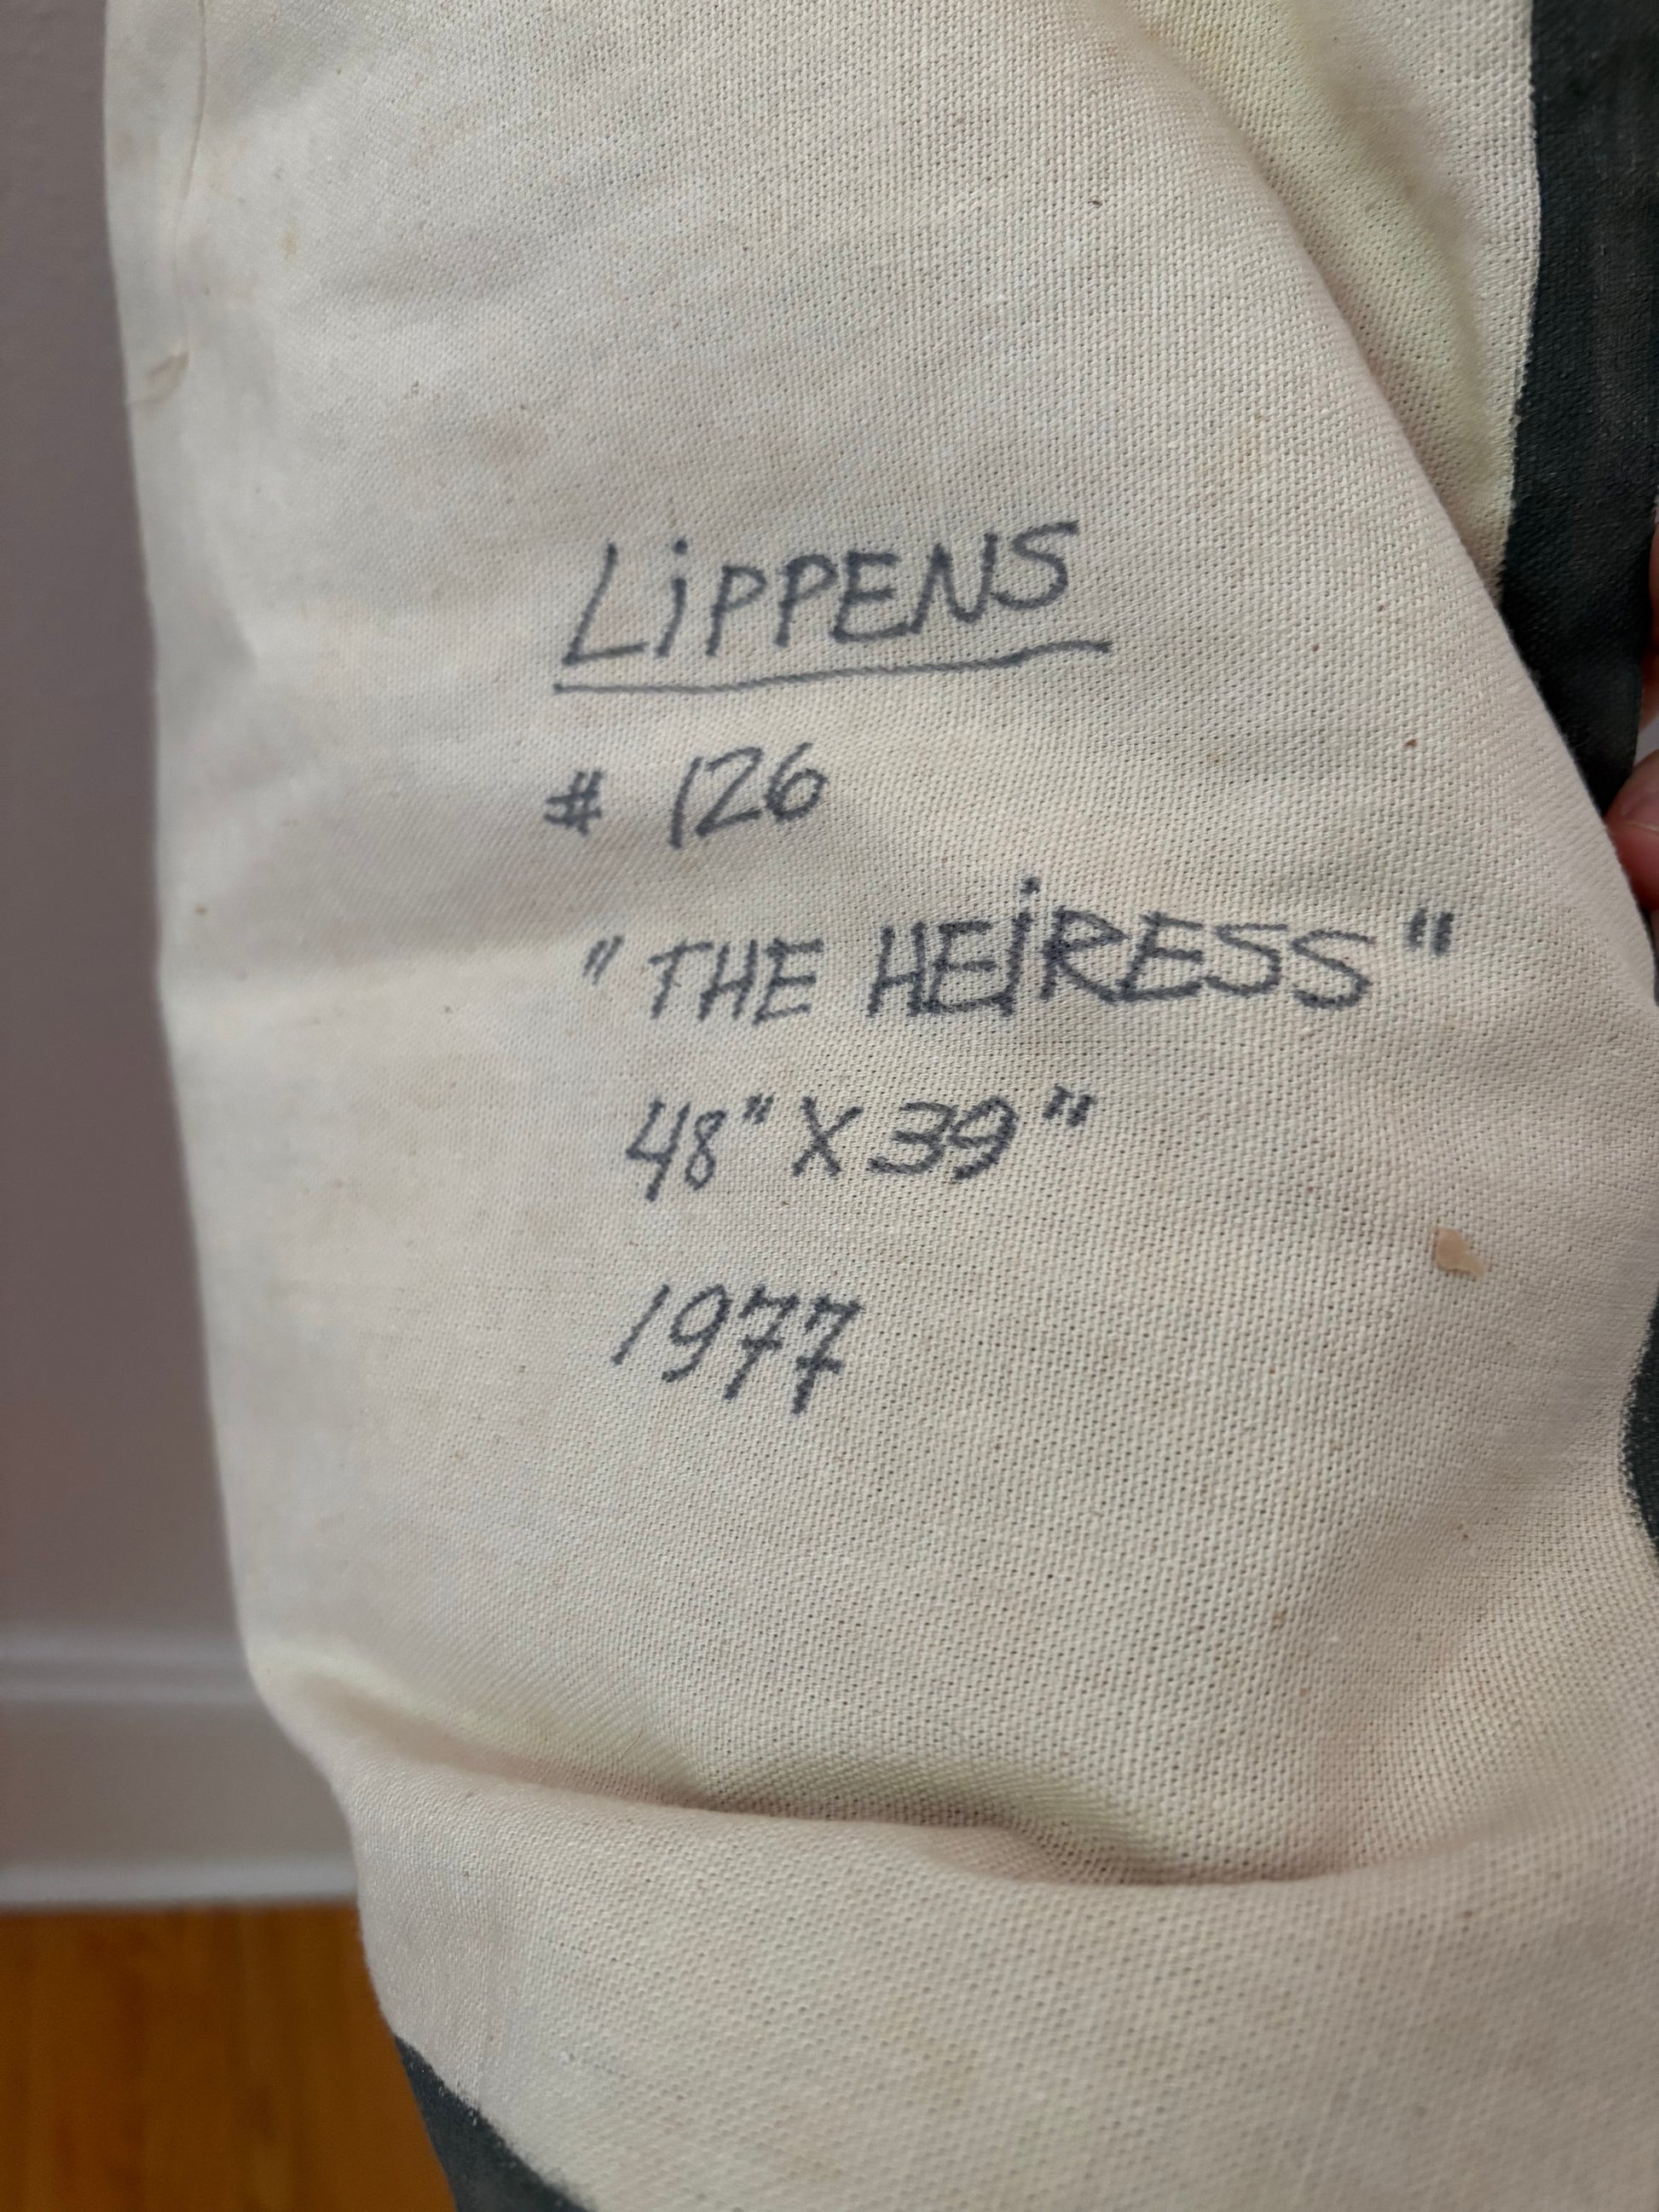 LiPPENS
# 126
"THE HEiRESS"
48" X 39"
1977